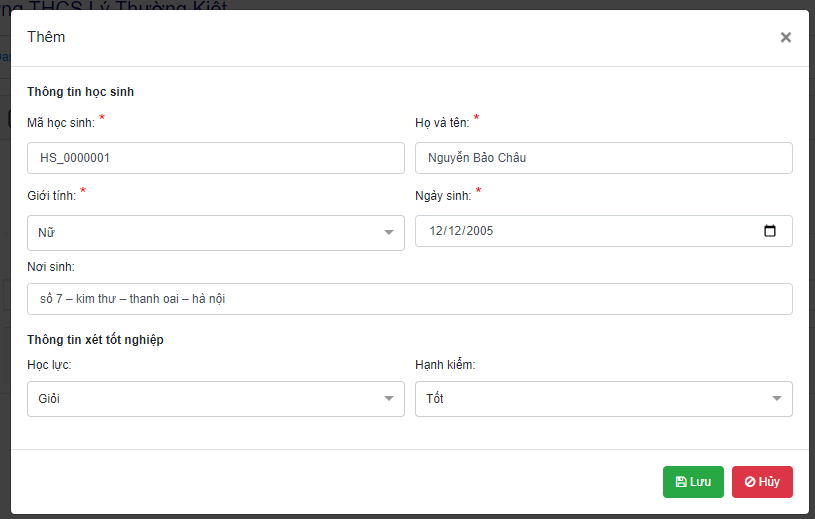 ng THCS Lý Thường Kiệt
Thêm ×
Thông tin học sinh
Mã học sinh: * Họ và tên: *
HS_0000001 Nguyễn Bảo Châu
Giới tính: * Ngày sinh: *
Nữ 12/12/2005
Nơi sinh:
số 7 – kim thư – thanh oai – hà nội
Thông tin xét tốt nghiệp
Học lực: Hạnh kiểm:
Giỏi Tốt
Lưu Hủy